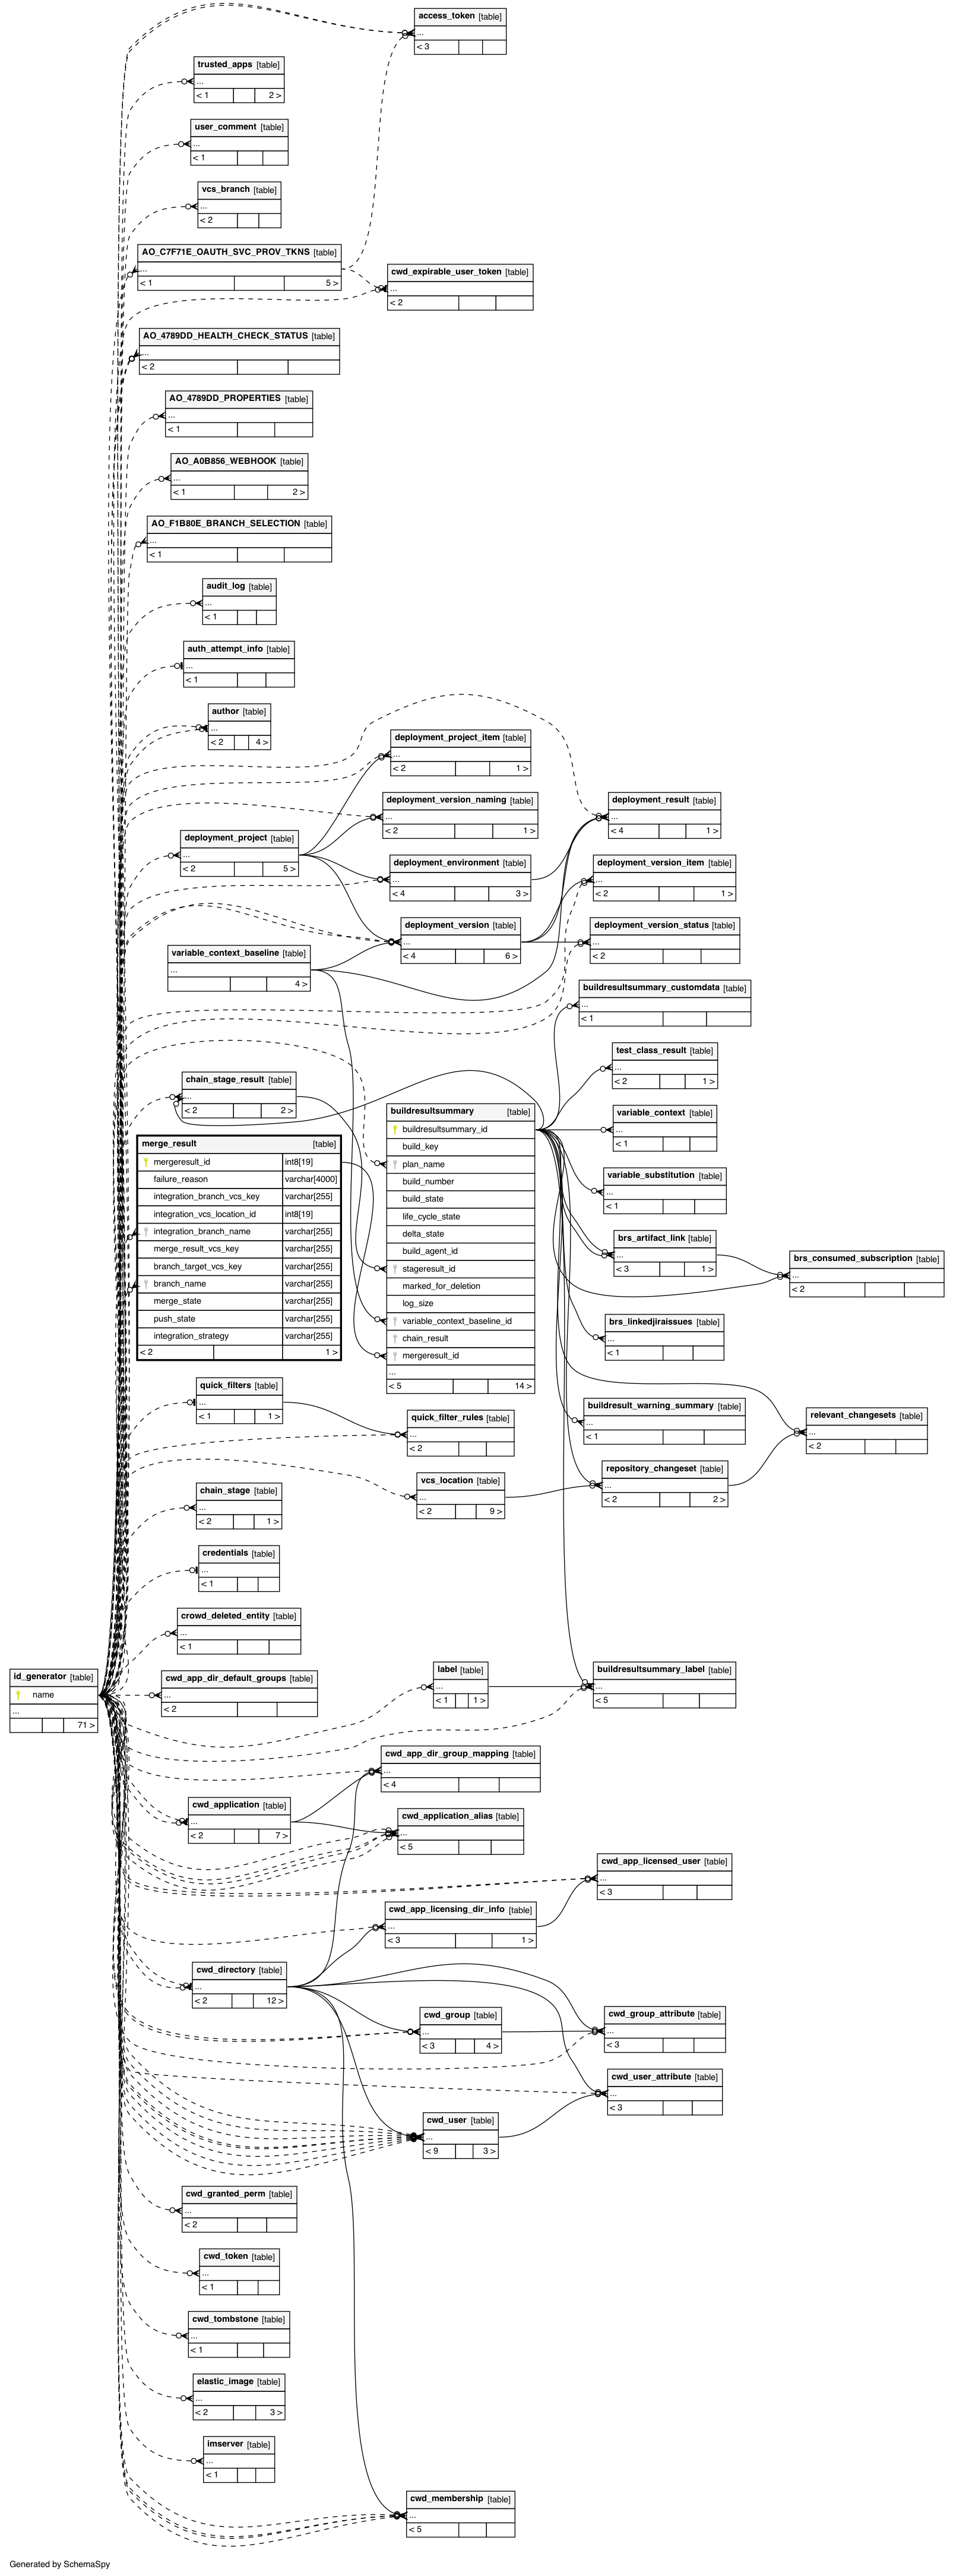 access_token [table]
...
< 3
trusted_apps [table]
...
< 1 2 >
user_comment [table]
...
< 1
vcs_branch [table]
...
< 2
AO_C7F71E_OAUTH_SVC_PROV_TKNS [table]
...
< 1 5 >
cwd_expirable_user_token [table]
...
< 2
AO_4789DD_HEALTH_CHECK_STATUS [table]
...
< 2
AO_4789DD_PROPERTIES [table]
...
< 1
AO_A0B856_WEBHOOK [table]
...
< 1 2 >
AO_F1B80E_BRANCH_SELECTION [table]
...
< 1
audit_log [table]
...
< 1
auth_attempt_info [table]
...
< 1
author [table]
...
< 2 4 >
deployment_project_item [table]
...
< 2 1 >
deployment_version_naming [table]
...
< 2 1 >
deployment_result [table]
...
< 4 1 >
deployment_project [table]
...
< 2 5 >
deployment_environment [table]
...
< 4 3 >
deployment_version_item [table]
...
< 2 1 >
deployment_version [table]
...
< 4 6 >
deployment_version_status [table]
...
< 2
variable_context_baseline [table]
...
4 >
buildresultsummary_customdata [table]
...
< 1
test_class_result [table]
...
< 2 1 >
chain_stage_result [table]
...
< 2 2 >
variable_context [table]
...
< 1
variable_substitution [table]
...
< 1
brs_artifact_link [table]
...
< 3 1 >
brs_consumed_subscription [table]
...
< 2
brs_linkedjiraissues [table]
...
< 1
merge_result [table]
mergeresult_id int8[19]
failure_reason varchar[4000]
integration_branch_vcs_key varchar[255]
integration_vcs_location_id int8[19]
integration_branch_name varchar[255]
merge_result_vcs_key varchar[255]
branch_target_vcs_key varchar[255]
branch_name varchar[255]
merge_state varchar[255]
push_state varchar[255]
integration_strategy varchar[255]
< 2 1 >
buildresultsummary [table]
buildresultsummary_id
build_key
plan_name
build_number
build_state
life_cycle_state
delta_state
build_agent_id
stageresult_id
marked_for_deletion
log_size
variable_context_baseline_id
chain_result
mergeresult_id
...
< 5 14 >
quick_filters [table]
...
< 1 1 >
quick_filter_rules [table]
...
< 2
buildresult_warning_summary [table]
...
< 1
relevant_changesets [table]
...
< 2
repository_changeset [table]
...
< 2 2 >
vcs_location [table]
...
< 2 9 >
chain_stage [table]
...
< 2 1 >
credentials [table]
...
< 1
crowd_deleted_entity [table]
...
< 1
id_generator [table]
name
...
71 >
cwd_app_dir_default_groups [table]
...
< 2
label [table]
...
< 1 1 >
buildresultsummary_label [table]
...
< 5
cwd_app_dir_group_mapping [table]
...
< 4
cwd_application [table]
...
< 2 7 >
cwd_application_alias [table]
...
< 5
cwd_app_licensed_user [table]
...
< 3
cwd_app_licensing_dir_info [table]
...
< 3 1 >
cwd_directory [table]
...
< 2 12 >
cwd_group [table]
...
< 3 4 >
cwd_group_attribute [table]
...
< 3
cwd_user_attribute [table]
...
< 3
cwd_user [table]
...
< 9 3 >
cwd_granted_perm [table]
...
< 2
cwd_token [table]
...
< 1
cwd_tombstone [table]
...
< 1
elastic_image [table]
...
< 2 3 >
imserver [table]
...
< 1
cwd_membership [table]
...
< 5
Generated by SchemaSpy